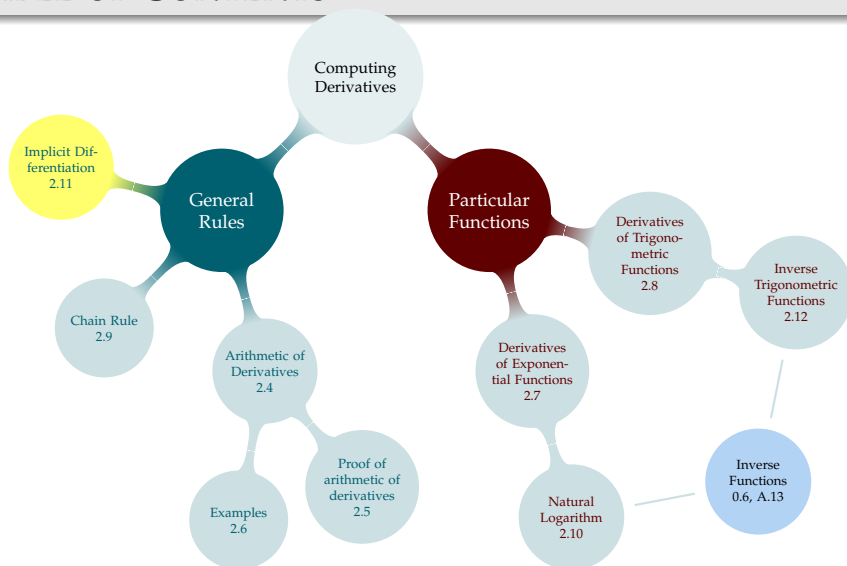 Computing
Derivatives
Implicit Dif-
ferentiation
2.11
General
Rules
Particular
Functions
Derivatives
of Trigono-
metric
Functions
2.8
Inverse
Trigonometric
Functions
2.12
Chain Rule
2.9
Arithmetic of
Derivatives
2.4
Derivatives
of Exponen-
tial Functions
2.7
Proof of
arithmetic of
derivatives
2.5
Examples
2.6
Natural
Logarithm
2.10
Inverse
Functions
0.6, A.13